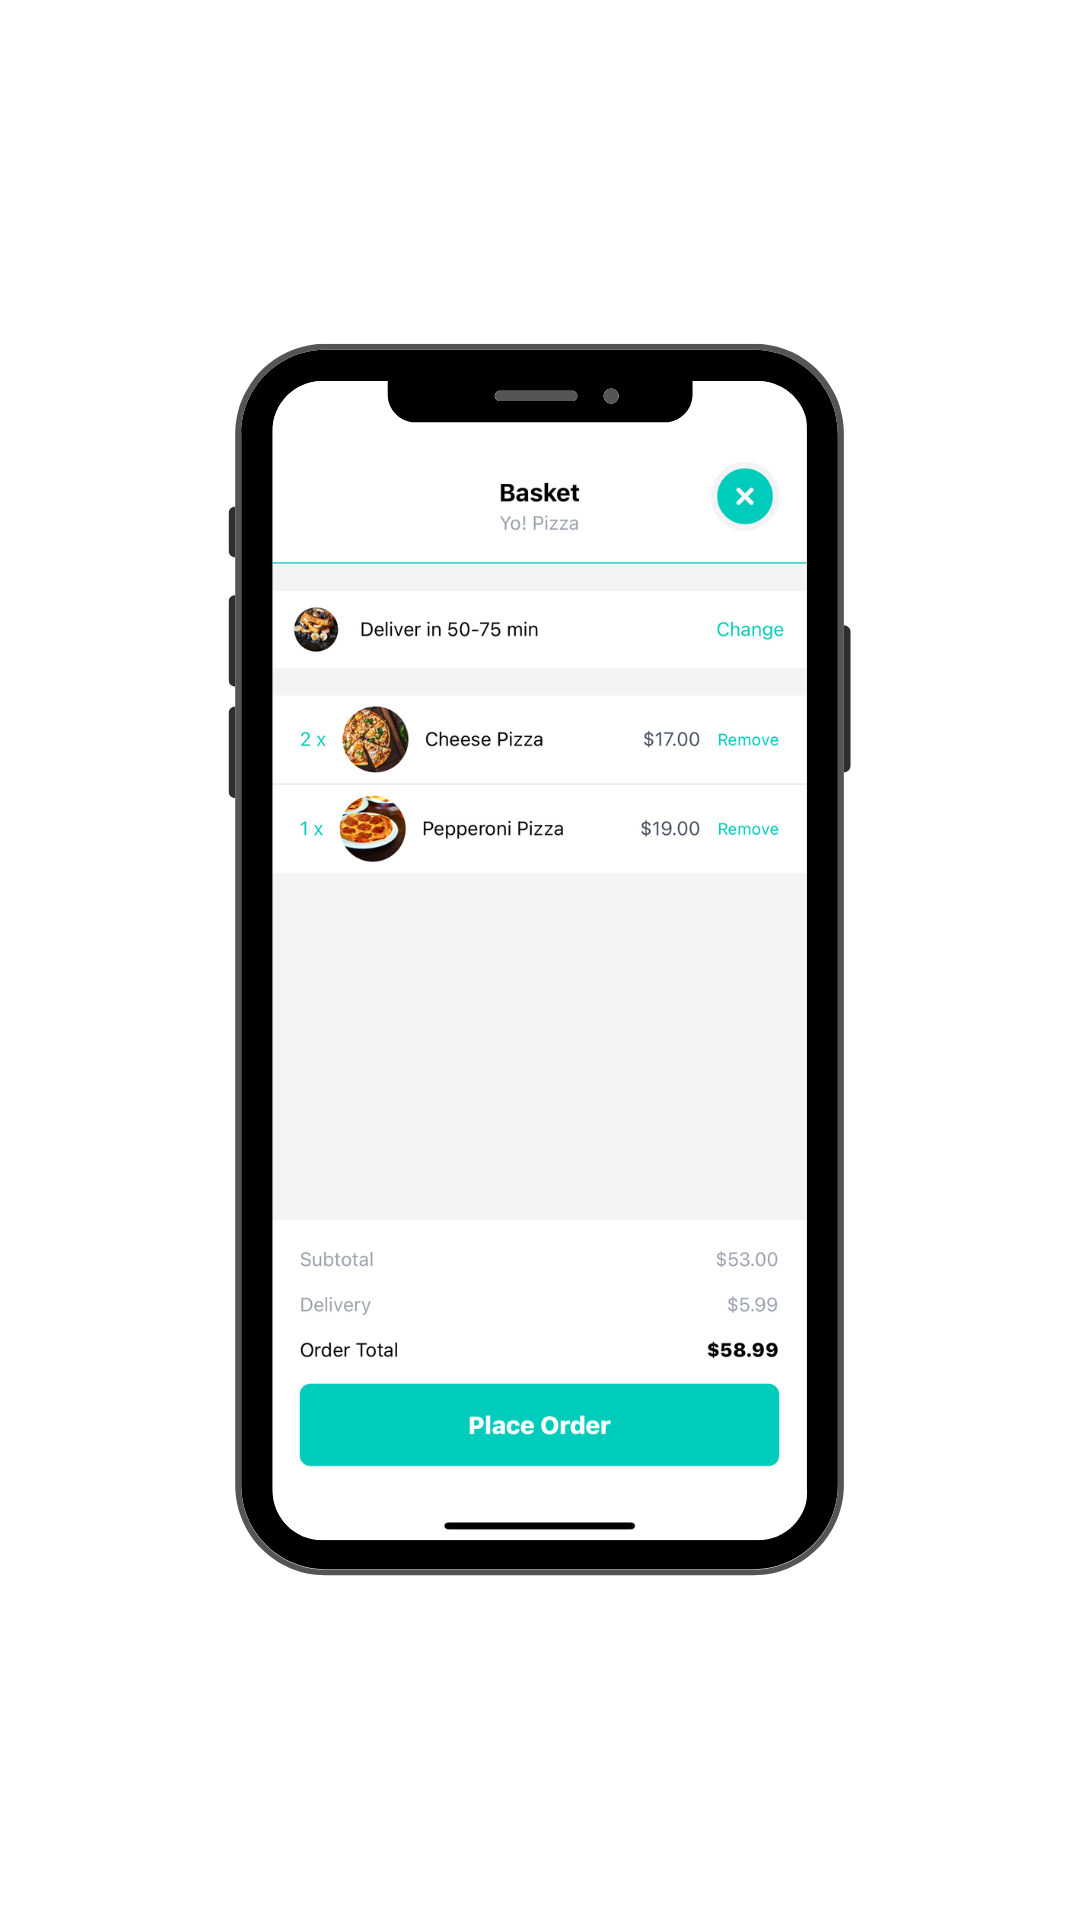 Basket
Yo! Pizza
Deliver in 50-75 min Change
2 x Cheese Pizza $17.00 Remove
1 x Pepperoni Pizza $19.00 Remove
Subtotal $53.00
Delivery $5.99
Order Total $58.99
Place Order